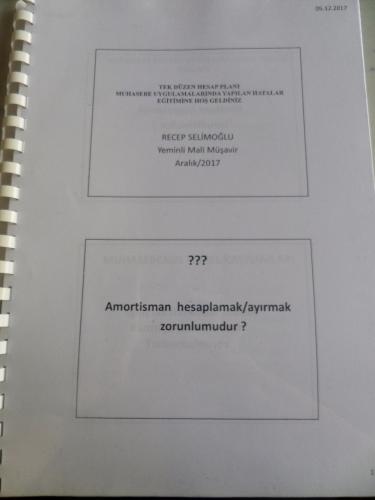 05.12.2017
TEK DÜZEN HESAP PLANI
MUHASEBE UYGULAMALARINDA YAPILAN HATALAR
EĞİTİMİNE HOŞ GELDİNİZ
RECEP SELİMOĞLU
Yeminli Mali Müşavir
Aralık/2017
???
Amortisman hesaplamak/ayırmak
zorunlumudur ?
1